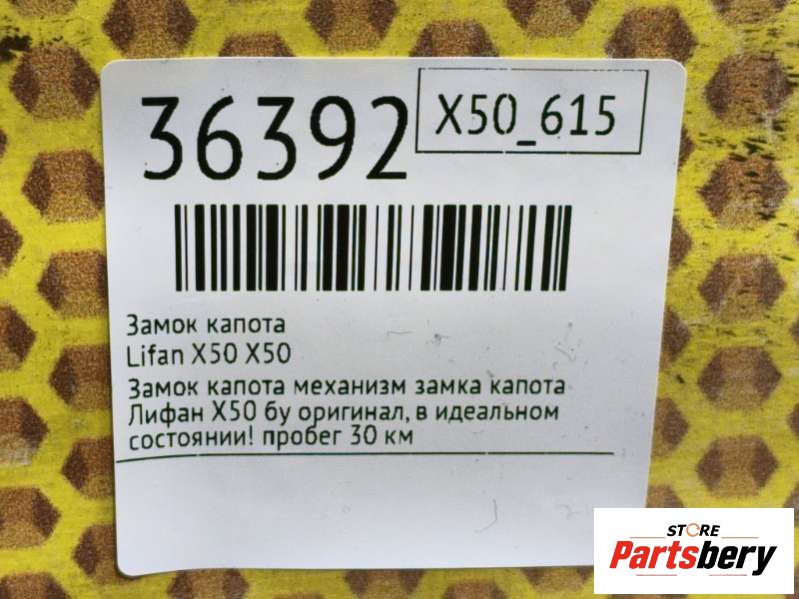 36392
X50_615
Замок капота
Lifan X50 X50
Замок капота механизм замка капота
Лифан Х50 бу оригинал, в идеальном
состоянии! пробег 30 км
STORE
Partsbery